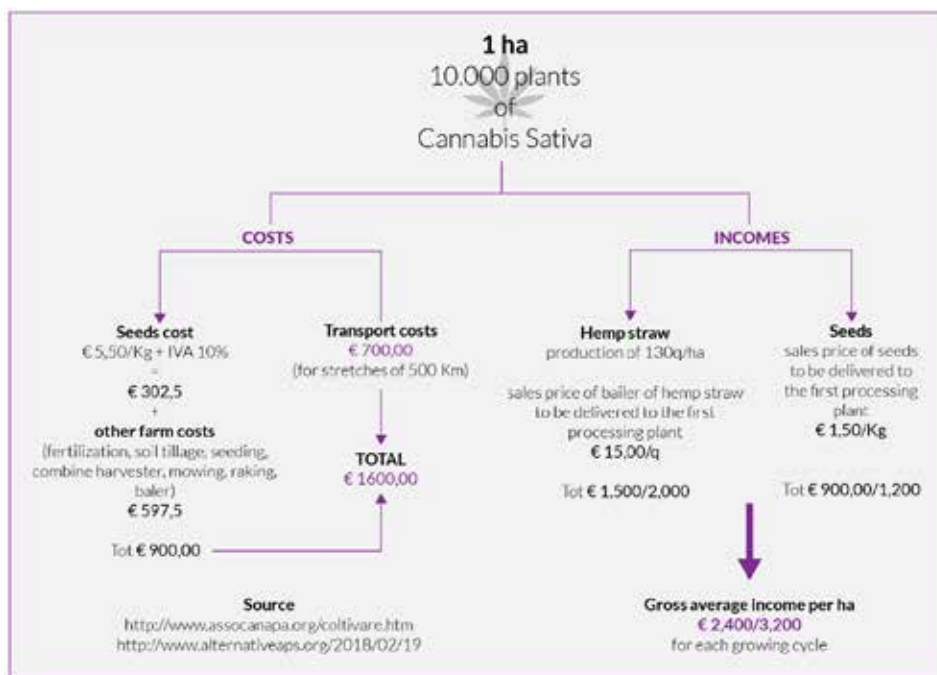 1 ha
10.000 plants
of
Cannabis Sativa
COSTS
INCOMES
Seeds cost
€ 5,50/Kg + IVA 10%
=
€ 302,5
+
other farm costs
(fertilization, soil tillage, seeding,
combine harvester, mowing, raking,
baler)
€ 597,5
Tot € 900,00
Transport costs
€ 700,00
(for stretches of 500 Km)
TOTAL
€ 1600,00
Hemp straw
production of 130q/ha
sales price of bailer of hemp straw
to be delivered to the first
processing plant
€ 15,00/q
Tot € 1.500/2,000
Seeds
sales price of seeds
to be delivered to
the first processing
plant
€ 1,50/Kg
Tot € 900,00/1,200
Source
http://www.assocanapa.org/coltivare.htm
http://www.alternativeaps.org/2018/02/19
Gross average income per ha
€ 2,400/3,200
for each growing cycle